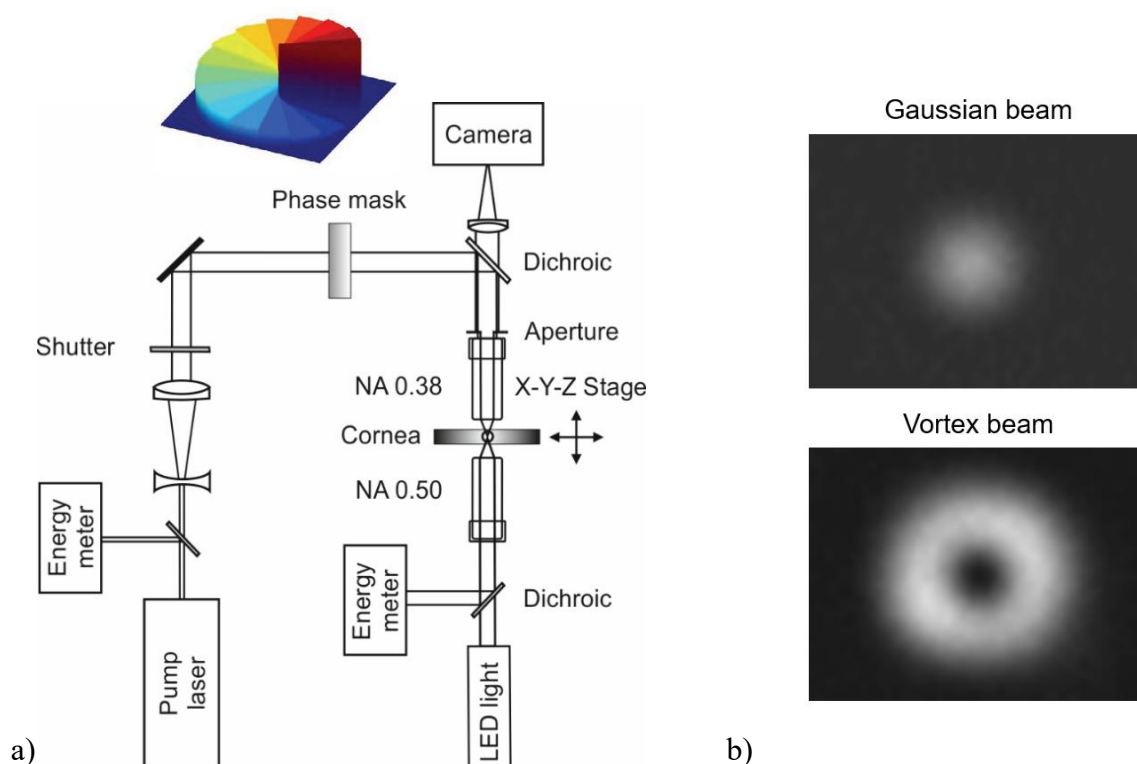 Camera
Phase mask
Dichroic
Shutter
Aperture
NA 0.38
X-Y-Z Stage
Cornea
NA 0.50
Energy
meter
Energy
meter
Dichroic
Pump
laser
LED light
a)
Gaussian beam
Vortex beam
b)